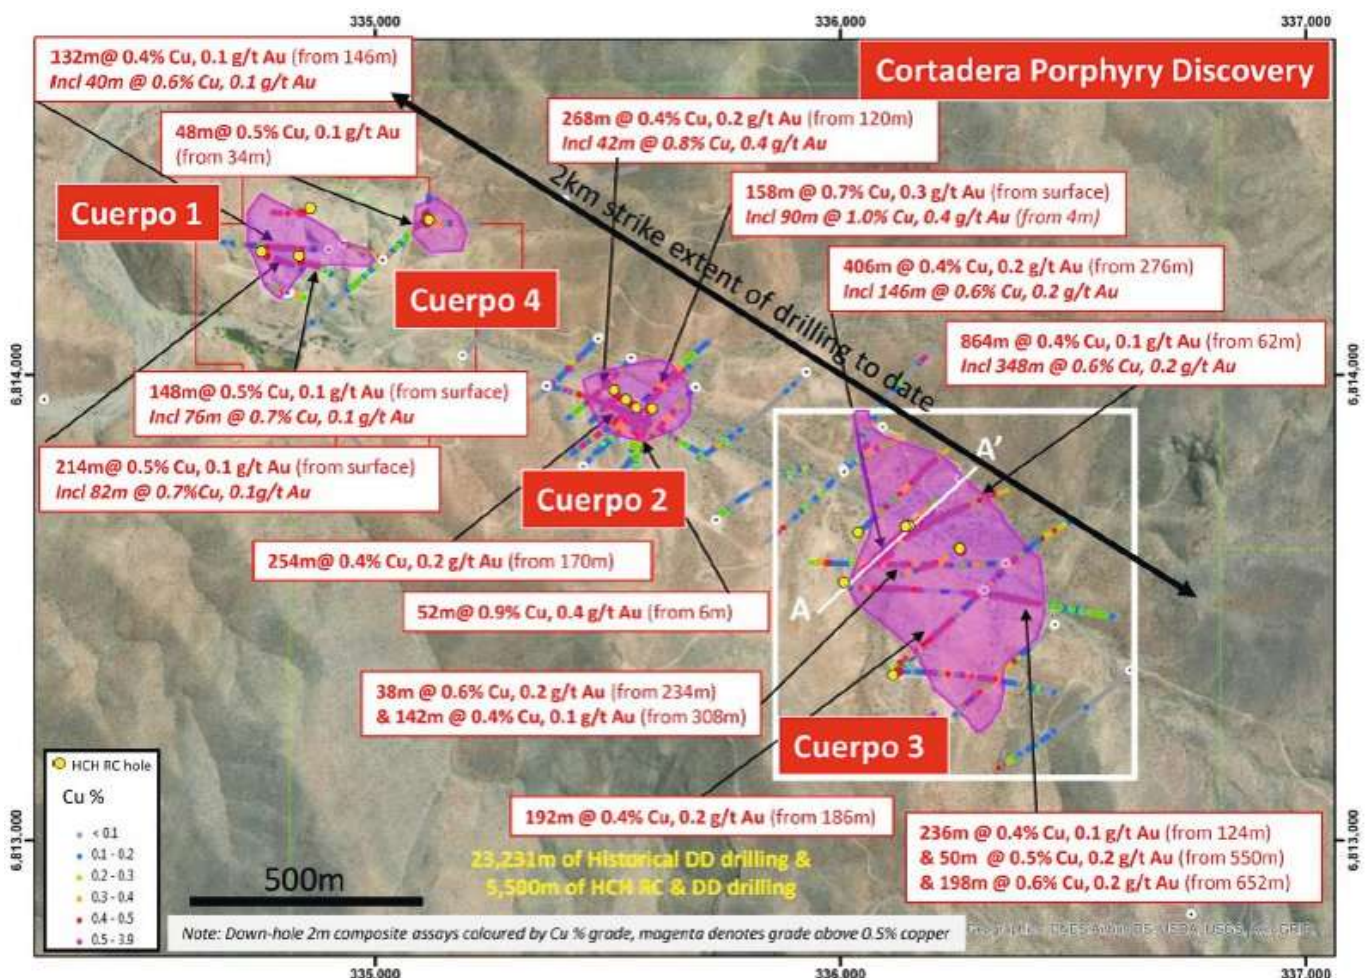 335,000
336,000
337,000
Cortadera Porphyry Discovery
132m@ 0.4% Cu, 0.1 g/t Au (from 146m)
Incl 40m @ 0.6% Cu, 0.1 g/t Au
48m@ 0.5% Cu, 0.1 g/t Au
(from 34m)
268m @ 0.4% Cu, 0.2 g/t Au (from 120m)
Incl 42m @ 0.8% Cu, 0.4 g/t Au
158m @ 0.7% Cu, 0.3 g/t Au (from surface)
Incl 90m @ 1.0% Cu, 0.4 g/t Au (from 4m)
406m @ 0.4% Cu, 0.2 g/t Au (from 276m)
Incl 146m @ 0.6% Cu, 0.2 g/t Au
864m @ 0.4% Cu, 0.1 g/t Au (from 62m)
Incl 348m @ 0.6% Cu, 0.2 g/t Au
2km strike extent of drilling to date
Cuerpo 1
Cuerpo 4
6,814,000
6,814,000
148m@ 0.5% Cu, 0.1 g/t Au (from surface)
Incl 76m @ 0.7% Cu, 0.1 g/t Au
214m@ 0.5% Cu, 0.1 g/t Au (from surface)
Incl 82m @ 0.7%Cu, 0.1g/t Au
Cuerpo 2
A'
A
254m@ 0.4% Cu, 0.2 g/t Au (from 170m)
52m@ 0.9% Cu, 0.4 g/t Au (from 6m)
38m @ 0.6% Cu, 0.2 g/t Au (from 234m)
& 142m @ 0.4% Cu, 0.1 g/t Au (from 308m)
Cuerpo 3
192m @ 0.4% Cu, 0.2 g/t Au (from 186m)
236m @ 0.4% Cu, 0.1 g/t Au (from 124m)
& 50m @ 0.5% Cu, 0.2 g/t Au (from 550m)
& 198m @ 0.6% Cu, 0.2 g/t Au (from 652m)
6,813,000
6,813,000
HCH RC hole
Cu %
< 0.1
0.1 - 0.2
0.2 - 0.3
0.3 - 0.4
0.4 - 0.5
0.5 - 3.9
500m
23,231m of Historical DD drilling &
5,500m of HCH RC & DD drilling
Note: Down-hole 2m composite assays coloured by Cu % grade, magenta denotes grade above 0.5% copper
USDA, USGS,
335,000
336,000
337,000